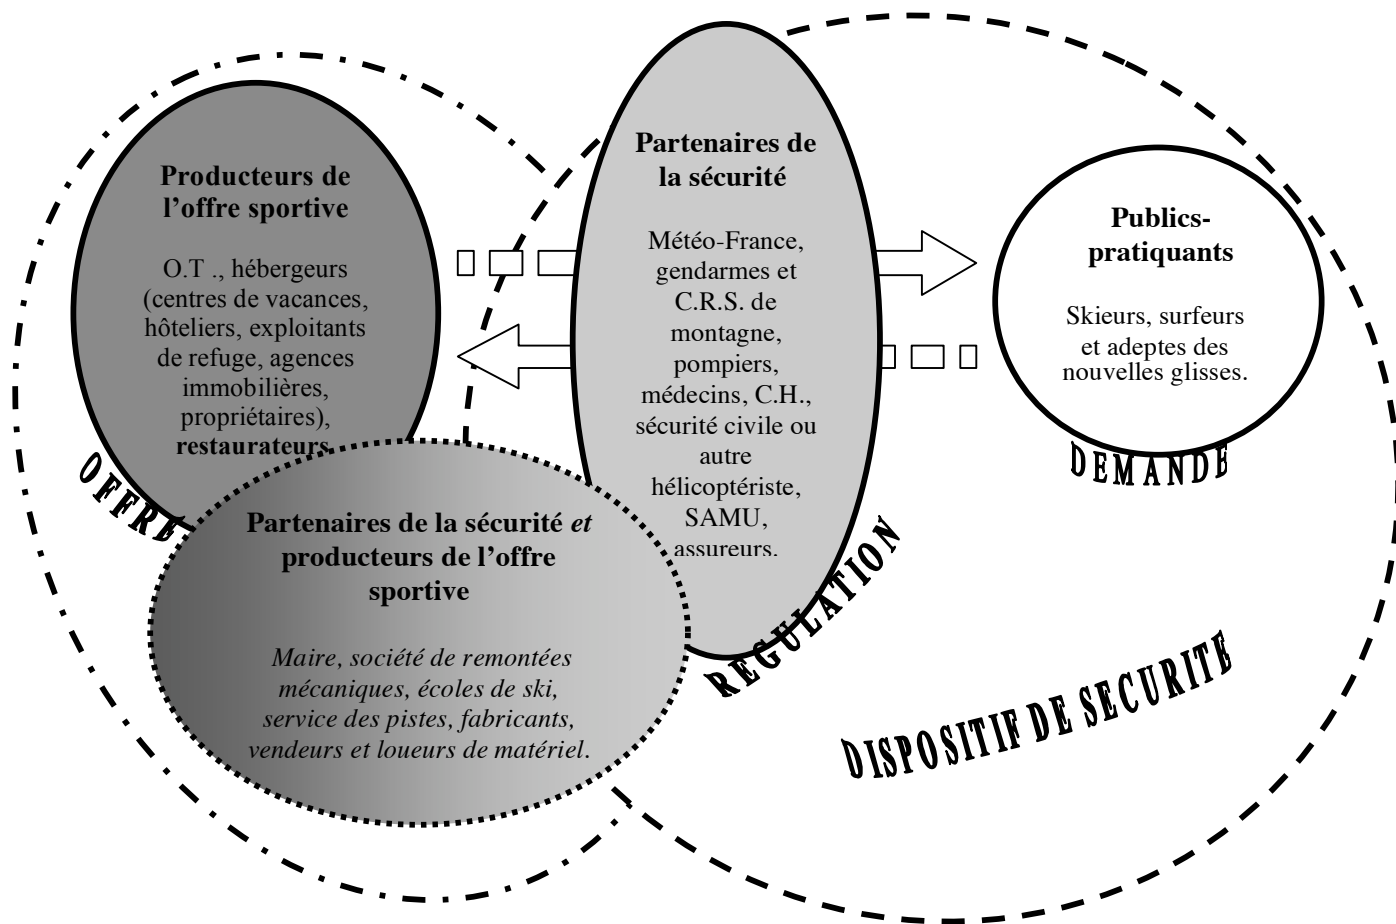 Producteurs de
l’offre sportive
O.T ., hébergeurs
(centres de vacances,
hôteliers, exploitants
de refuge, agences
immobilières,
propriétaires),
restaurateurs.
OFFRE
Partenaires de la sécurité et
producteurs de l’offre
sportive
Maire, société de remontées
mécaniques, écoles de ski,
service des pistes, fabricants,
vendeurs et loueurs de matériel.
Partenaires de
la sécurité
Météo-France,
gendarmes et
C.R.S. de
montagne,
pompiers,
médecins, C.H.,
sécurité civile ou
autre
hélicoptériste,
SAMU,
assureurs.
REGULATION
Publics-
pratiquants
Skieurs, surfeurs
et adeptes des
nouvelles glisses.
DEMANDE
DISPOSITIF DE SECURITE